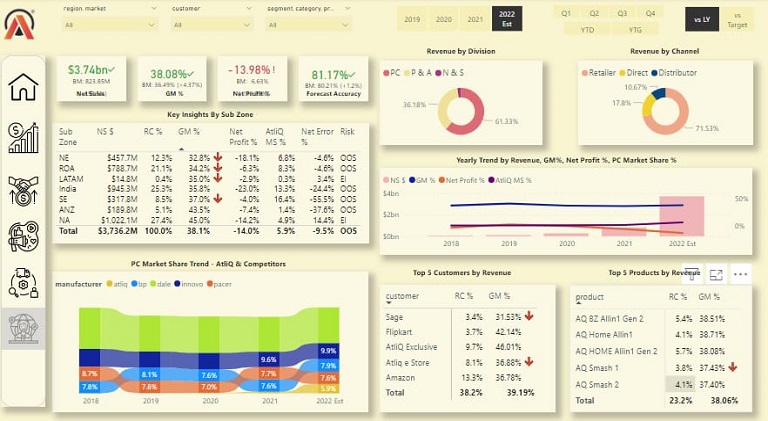 region, market
customer
segment, category, pr...
All
All
All
2019
2020
2021
2022
Est
Q1
Q2
Q3
Q4
YTD
YTG
vs LY
vs
Target
$3.74bn
BM: 823.85M
38.08%
BM: 36.49% (+4.37%)
GM %
-13.98% !
BM: -6.63%
81.17%
BM: 80.21% (+1.2%)
Forecast Accuracy
Key Insights By Sub Zone
Sub Zone NS $ RC % GM % Net Profit % AtliQ MS % Net Error % Risk
NE $457.7M 12.3% 32.8% -18.1% 6.8% -4.6% OOS
ROA $788.7M 21.1% 34.2% -6.3% 8.3% -4.6% OOS
LATAM $14.8M 0.4% 35.0% -2.9% 0.3% 3.4% EI
India $945.3M 25.3% 35.8% -23.0% 13.3% -24.4% OOS
SE $317.8M 8.5% 37.0% -4.0% 16.4% -55.5% OOS
ANZ $189.8M 5.1% 43.5% -7.4% 1.4% -37.6% OOS
NA $1,022.1M 27.4% 45.0% -14.2% 4.9% 14.4% EI
Total $3,736.2M 100.0% 38.1% -14.0% 5.9% -9.5% OOS
Revenue by Division
PC P & A N & S
36.18%
61.33%
Revenue by Channel
Retailer Direct Distributor
10.67%
17.8%
71.53%
Yearly Trend by Revenue, GM%, Net Profit %, PC Market Share %
NS $ GM % Net Profit % AtliQ MS %
$4bn
$2bn
$0bn
50%
0%
2018 2019 2020 2021 2022 Est
PC Market Share Trend - AtliQ & Competitors
manufacturer atliq bp dale innovo pacer
8.7%
7.8%
8.1%
7.8%
7.6%
7.0%
9.6%
7.7%
7.6%
9.9%
7.9%
7.6%
5.9%
2018 2019 2020 2021 2022 Est
Top 5 Customers by Revenue
customer RC % GM %
Sage 3.4% 31.53%
Flipkart 3.7% 42.14%
AtliQ Exclusive 9.7% 46.01%
Atliq e Store 8.1% 36.88%
Amazon 13.3% 36.78%
Total 38.2% 39.19%
Top 5 Products by Revenue
product RC % GM %
AQ BZ Allin1 Gen 2 5.4% 38.51%
AQ Home Allin1 4.1% 38.71%
AQ HOME Allin1 Gen 2 5.7% 38.08%
AQ Smash 1 3.8% 37.43%
AQ Smash 2 4.1% 37.40%
Total 23.2% 38.06%